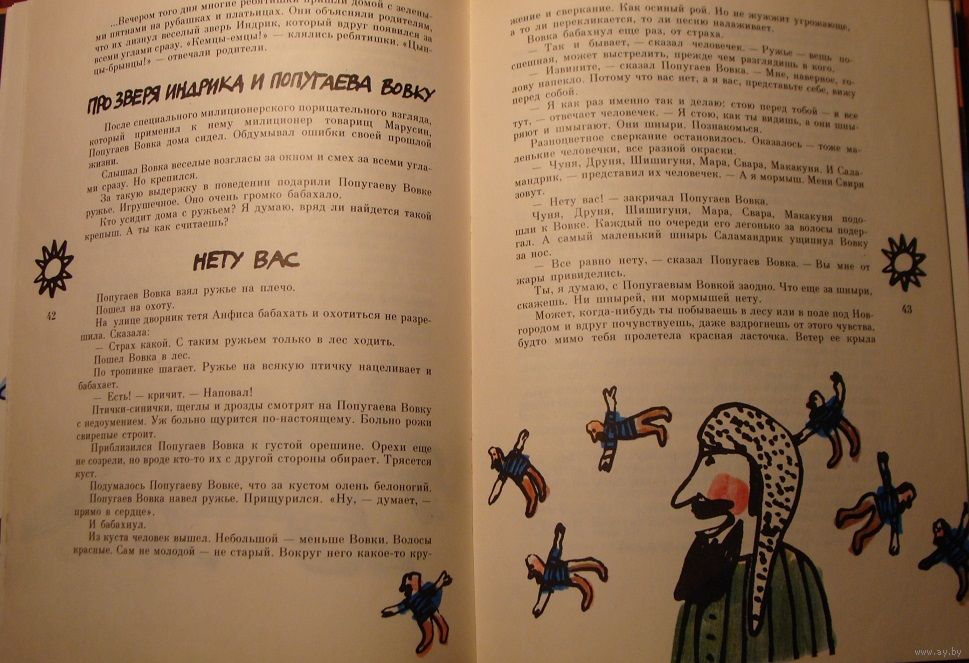 ...Вечером того дня многие ребятишки пришли домой с зелены-
ми пятнами на рубашках и платьицах. Они объясняли родителям,
что их лизнул веселый зверь Индрик, который вдруг появился за
всеми углами сразу. «Кемцы-емцы!» — клялись ребятишки. «Цын-
цы-брынцы!» — отвечали родители.
ПРО ЗВЕРЯ ИНДРИКА И ПОПУГАЕВА ВОВКУ
После специального милиционерского порицательного взгляда,
который применил к нему милиционер товарищ Марусин,
Попугаев Вовка дома сидел. Обдумывал ошибки своей прошлой
жизни.
Слышал Вовка веселые возгласы за окном и смех за всеми угла-
ми сразу. Но крепился.
За такую выдержку в поведении подарили Попугаеву Вовке
ружье. Игрушечное. Оно очень громко бабахало.
Кто усидит дома с ружьем? Я думаю, вряд ли найдется такой
крепыш. А ты как считаешь?
НЕТУ ВАС
Попугаев Вовка взял ружье на плечо.
Пошел на охоту.
На улице дворник тетя Анфиса бабахать и охотиться не разре-
шила. Сказала:
— Страх какой. С таким ружьем только в лес ходить.
Пошел Вовка в лес.
По тропинке шагает. Ружье на всякую птичку нацеливает и
бабахает.
— Есть! — кричит. — Наповал!
Птички-синички, щеглы и дрозды смотрят на Попугаева Вовку
с недоумением. Уж больно щурится по-настоящему. Больно рожи
свирепые строит.
Приблизился Попугаев Вовка к густой орешине. Орехи еще
не созрели, но вроде кто-то их с другой стороны обирает. Трясется
куст.
Подумалось Попугаеву Вовке, что за кустом олень белоногий.
Попугаев Вовка навел ружье. Прищурился. «Ну, — думает, —
прямо в сердце».
И бабахнул.
Из куста человек вышел. Небольшой — меньше Вовки. Волосы
красные. Сам не молодой — не старый. Вокруг него какое-то кру-
42
жение и сверкание. Как осиный рой. Но не жужжит угрожающе,
а то ли перекликается, то ли песню налаживает.
Вовка бабахнул еще раз, от страха.
— Так и бывает, — сказал человечек. — Ружье — вещь по-
спешная, может выстрелить, прежде чем разглядишь в кого.
— Извините, — сказал Попугаев Вовка. — Мне, наверное, го-
лову напекло. Потому что вас нет, а я вас, представьте себе, вижу
перед собой.
— Я как раз именно так и делаю: стою перед тобой — и все
тут, — отвечает человечек. — Я стою, как ты видишь, а они шны-
ряют и шмыгают. Они шныри. Познакомься.
Разноцветное сверкание остановилось. Оказалось — тоже ма-
ленькие человечки, все разной окраски.
— Чуня, Друня, Шишигуня, Мара, Свара, Макакуня. И Сала-
мандрик, — представил их человечек. — А я мормыш. Меня Свиря
зовут.
— Нету вас! — закричал Попугаев Вовка.
Чуня, Друня, Шишигуня, Мара, Свара, Макакуня подо-
шли к Вовке. Каждый по очереди его легонько за волосы подер-
гал. А самый маленький шнырь Саламандрик ущипнул Вовку
за нос.
— Все равно нету, — сказал Попугаев Вовка. — Вы мне от
жары привиделись.
Ты, я думаю, с Попугаевым Вовкой заодно. Что еще за шныри,
скажешь. Ни шнырей, ни мормышей нету.
Может, когда-нибудь ты побываешь в лесу или в поле под Нов-
городом и вдруг почувствуешь, даже вздрогнешь от этого чувства,
будто мимо тебя пролетела красная ласточка. Ветер ее крыла
43
www.ay.by